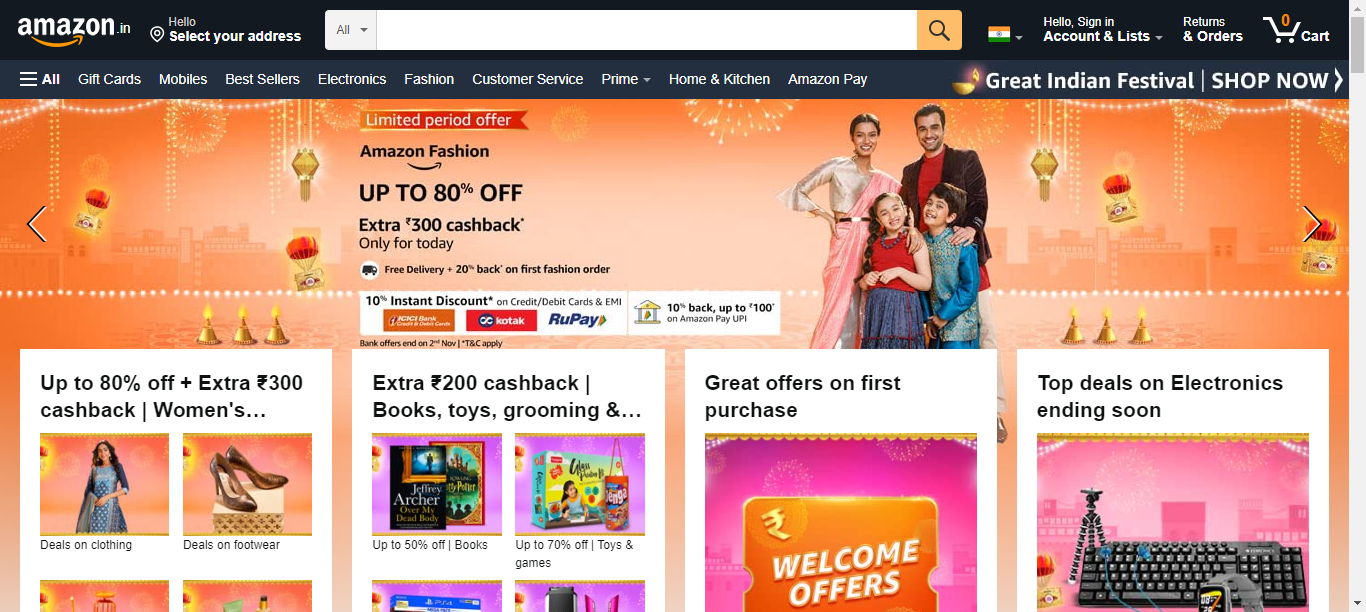 amazon.in
Hello
Select your address
All
Hello, Sign in
Account & Lists
Returns
& Orders
0
Cart
All
Gift Cards
Mobiles
Best Sellers
Electronics
Fashion
Customer Service
Prime
Home & Kitchen
Amazon Pay
Great Indian Festival | SHOP NOW
Limited period offer
Amazon Fashion
UP TO 80% OFF
Extra ₹300 cashback*
Only for today
Free Delivery + 20%back* on first fashion order
10% Instant Discount* on Credit/Debit Cards & EMI
ICICI Bank
Credit & Debit Cards
kotak
RuPay
10% back, up to ₹100*
on Amazon Pay UPI
Bank offers end on 2nd Nov | *T&C apply
Up to 80% off + Extra ₹300
cashback | Women's…
Deals on clothing
Deals on footwear
Extra ₹200 cashback |
Books, toys, grooming &…
Jeffrey
Archer
Over My
Dead Body
Up to 50% off | Books
Glass
Jenga
Up to 70% off | Toys &
games
PS4
Great offers on first
purchase
₹
WELCOME
OFFERS
Top deals on Electronics
ending soon